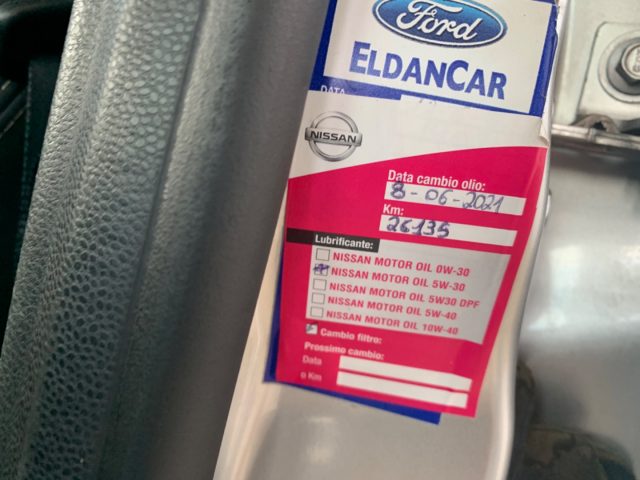 Ford
ELDANCAR
DATA
NISSAN
Data cambio olio:
8-06-2021
Km:
26135
Lubrificante:
NISSAN MOTOR OIL 0W-30
NISSAN MOTOR OIL 5W-30
NISSAN MOTOR OIL 5W30 DPF
NISSAN MOTOR OIL 5W-40
NISSAN MOTOR OIL 10W-40
Cambio filtro:
Prossimo cambio:
Data
o Km